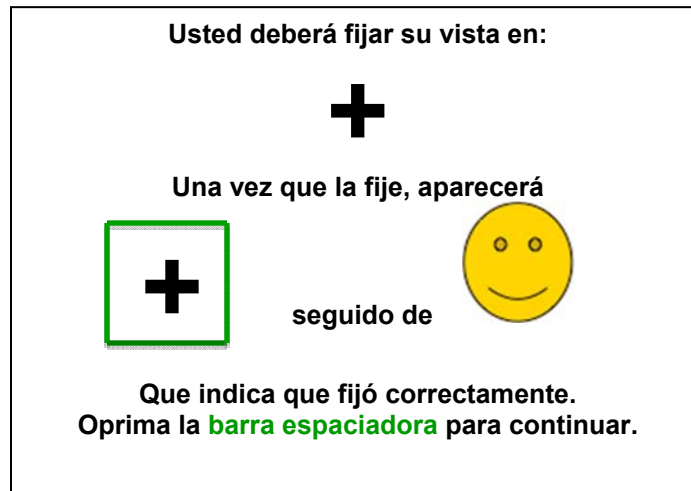 Usted deberá fijar su vista en:
Una vez que la fije, aparecerá
seguido de
Que indica que fijó correctamente.
Oprima la barra espaciadora para continuar.